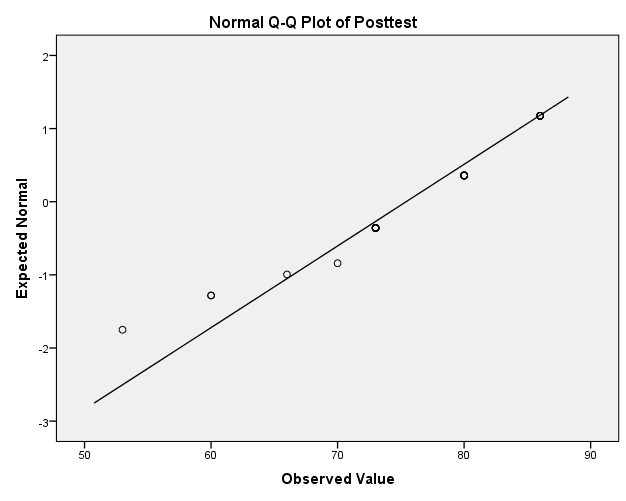 Normal Q-Q Plot of Posttest
2
1
0
-1
-2
-3
Expected Normal
50 60 70 80 90
Observed Value